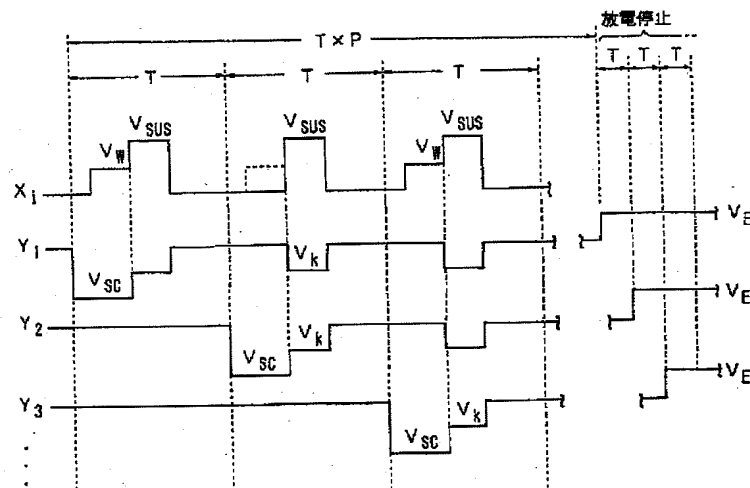 放電停止
T×P
T T T
T T T
V_W V_SUS V_SUS V_W V_SUS
X_i
Y_1 V_SC V_k V_E
Y_2 V_SC V_k V_E
Y_3 V_SC V_k V_E